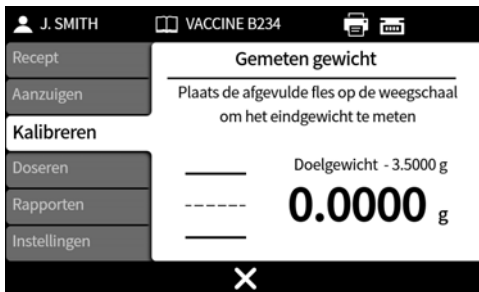 J. SMITH
VACCINE B234
Recept
Aanzuigen
Kalibreren
Doseren
Rapporten
Instellingen
Gemeten gewicht
Plaats de afgevulde fles op de weegschaal
om het eindgewicht te meten
Doelgewicht - 3.5000 g
0.0000 g